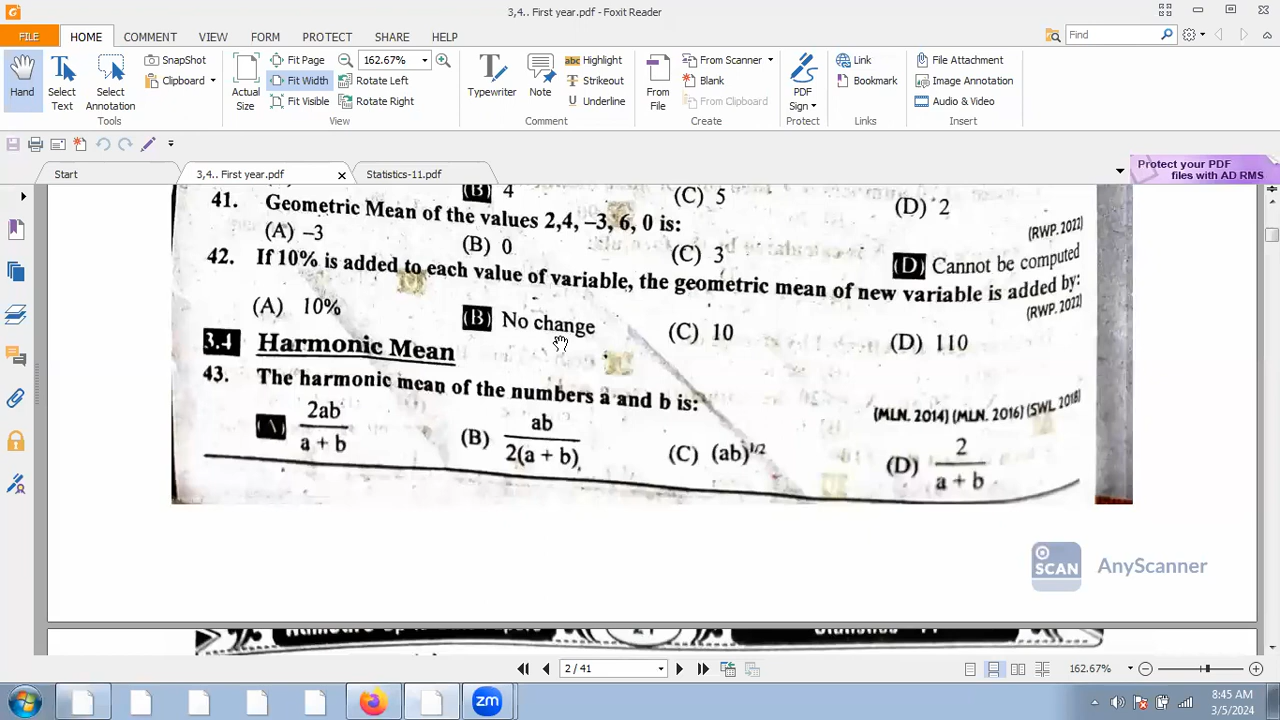 3,4.. First year.pdf - Foxit Reader
FILE HOME COMMENT VIEW FORM PROTECT SHARE HELP
Find
Hand
Select Text
Select Annotation
SnapShot
Clipboard
Tools
Actual Size
Fit Page
Fit Width
Fit Visible
162.67%
Rotate Left
Rotate Right
View
Typewriter
Note
Highlight
Strikeout
Underline
Comment
From File
From Scanner
Blank
From Clipboard
Create
PDF Sign
Protect
Link
Bookmark
Links
File Attachment
Image Annotation
Audio & Video
Insert
Start
3,4.. First year.pdf
Statistics-11.pdf
Protect your PDF
files with AD RMS
(B) 4 (C) 5 (D) 2
41. Geometric Mean of the values 2,4, –3, 6, 0 is: (RWP. 2022)
(A) –3 (B) 0 (C) 3 (D) Cannot be computed
42. If 10% is added to each value of variable, the geometric mean of new variable is added by: (RWP. 2022)
(A) 10% (B) No change (C) 10 (D) 110
3.4 Harmonic Mean
43. The harmonic mean of the numbers a and b is: (MLN. 2014) (MLN. 2016) (SWL 2018)
(A) 2ab / a + b (B) ab / 2(a + b) (C) (ab)^1/2 (D) 2 / a + b
SCAN AnyScanner
Statistics - 11
2 / 41
162.67%
zm
8:45 AM
3/5/2024